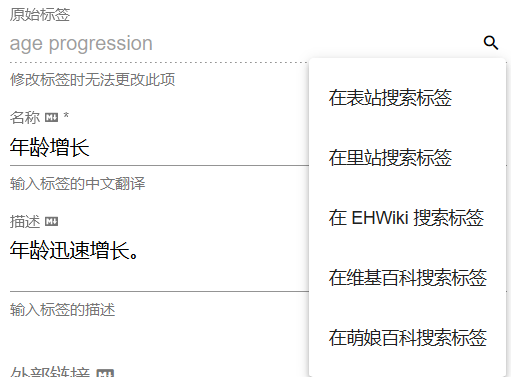 原始标签
age progression
修改标签时无法更改此项
在表站搜索标签
名称 *
年龄增长
在里站搜索标签
输入标签的中文翻译
描述
在 EHWiki 搜索标签
年龄迅速增长。
在维基百科搜索标签
输入标签的描述
在萌娘百科搜索标签
外部链接